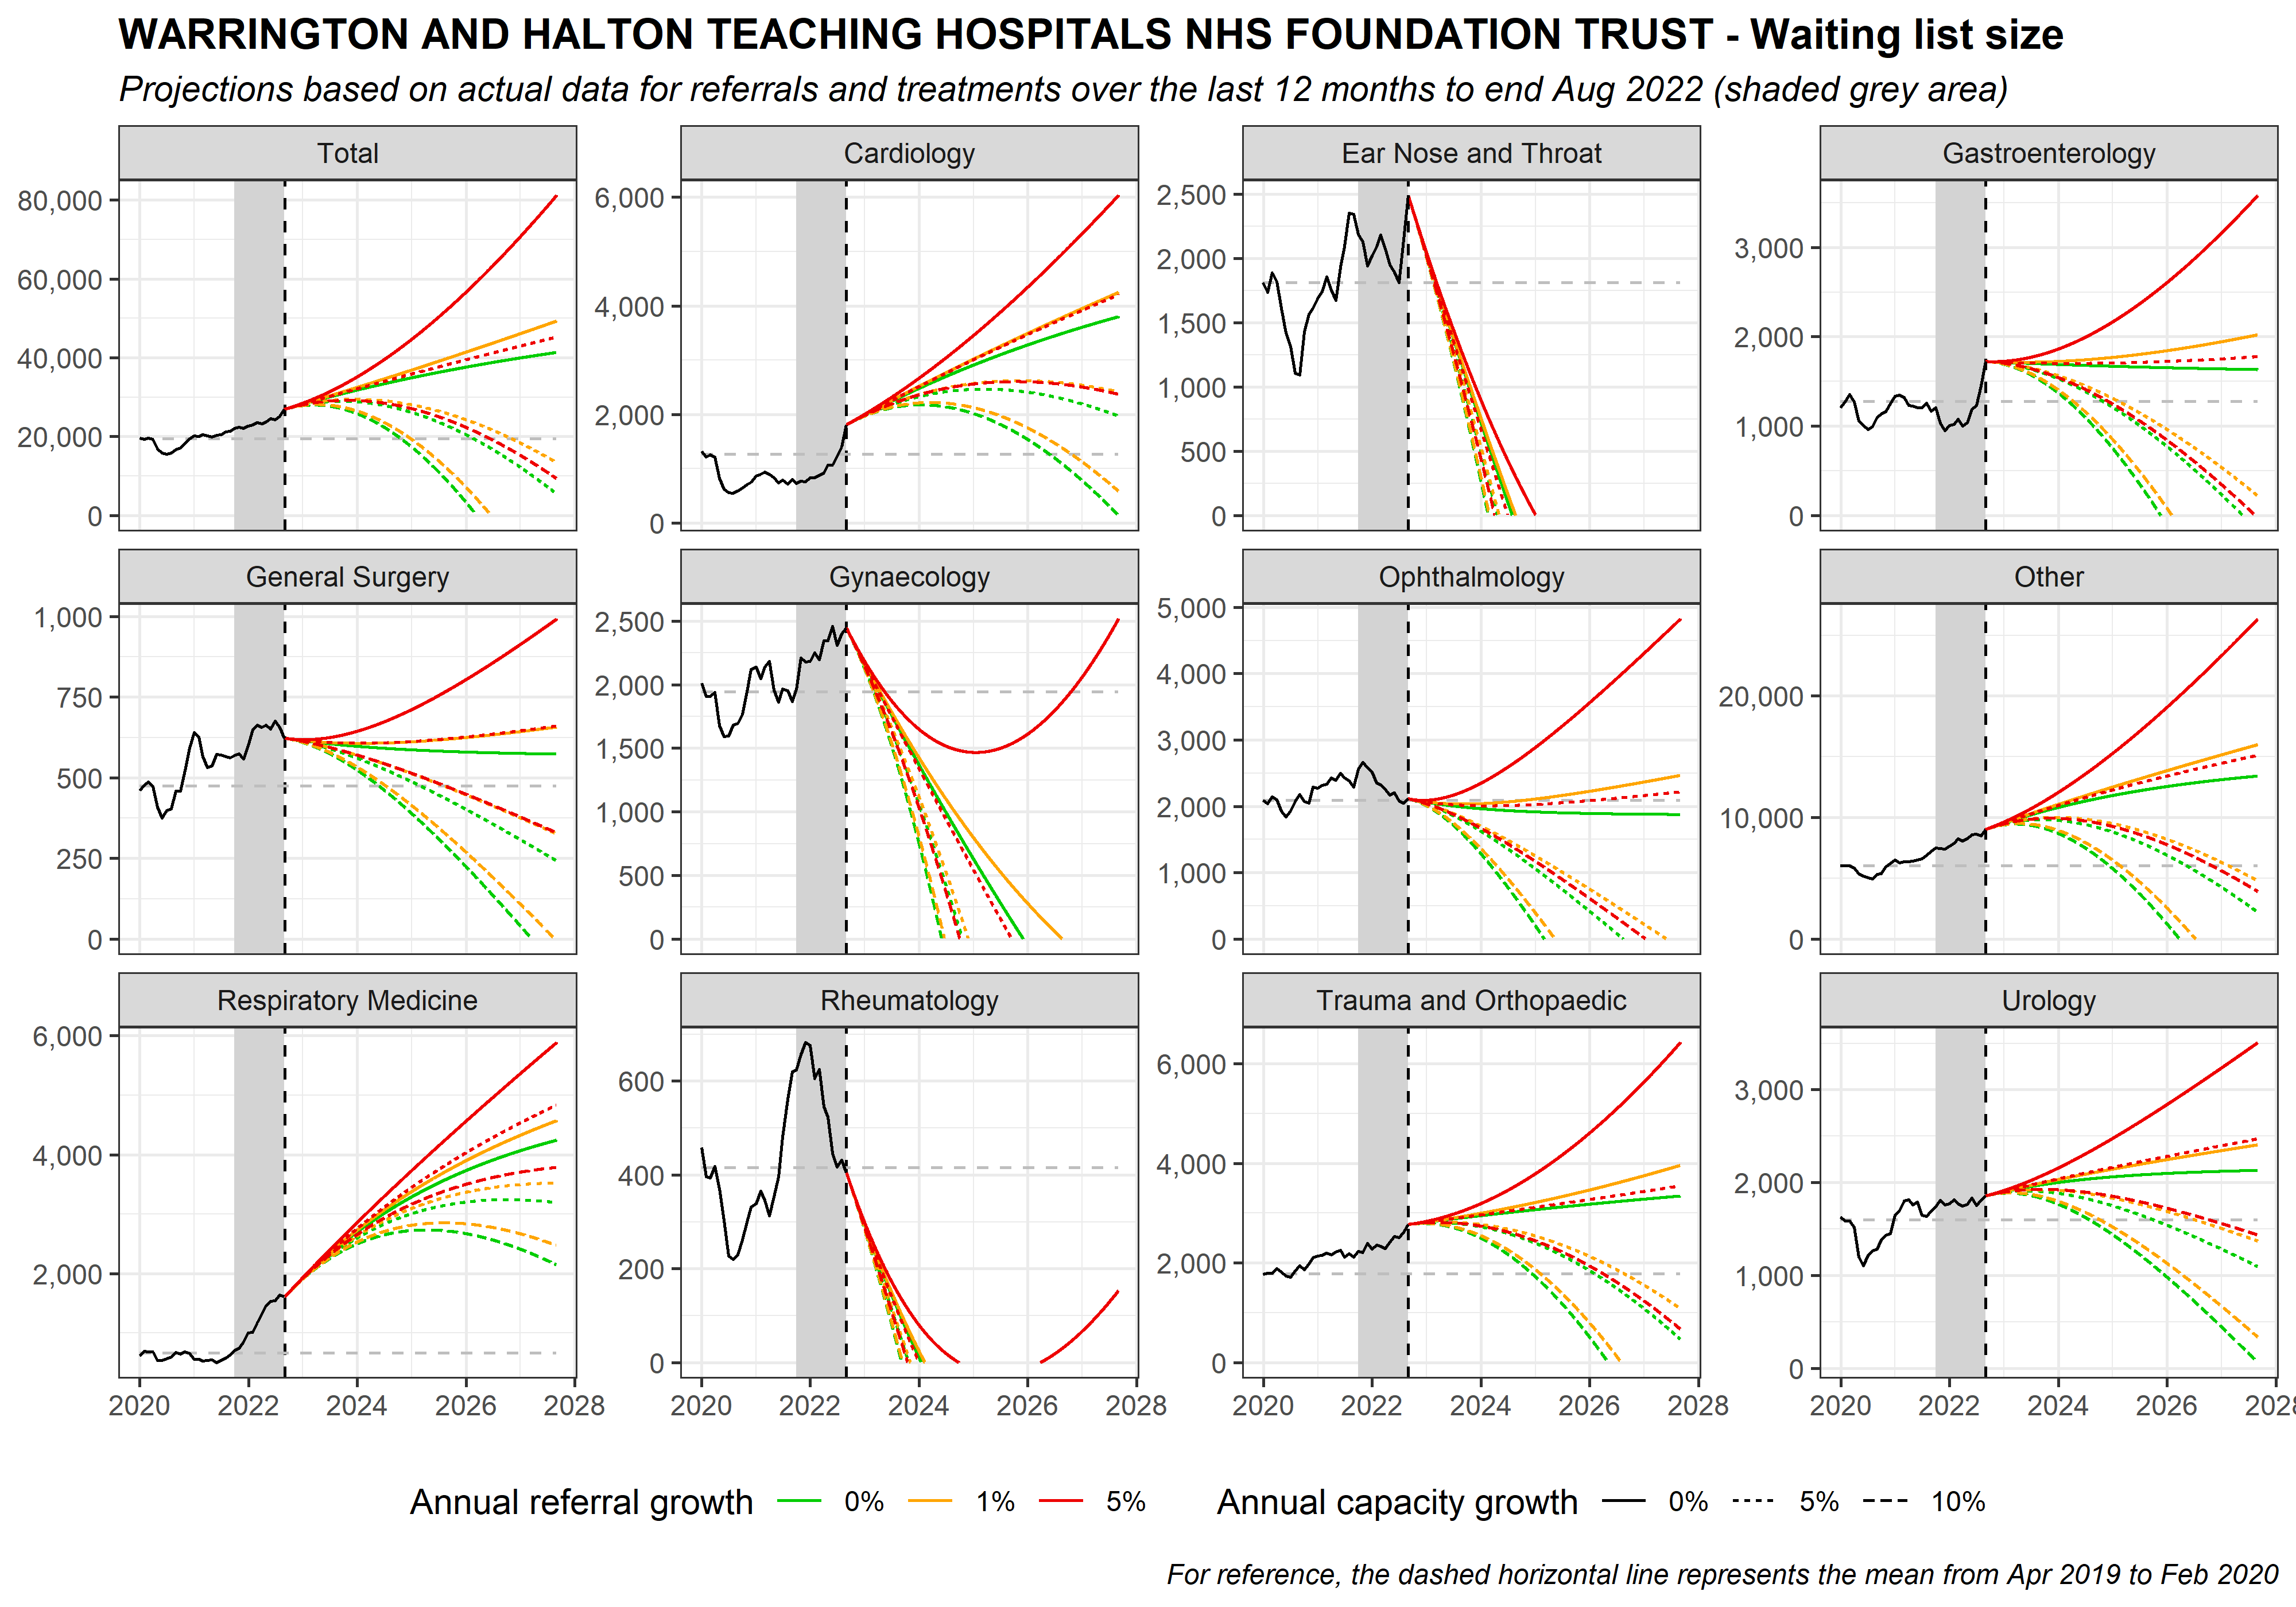 WARRINGTON AND HALTON TEACHING HOSPITALS NHS FOUNDATION TRUST - Waiting list size
Projections based on actual data for referrals and treatments over the last 12 months to end Aug 2022 (shaded grey area)
Total
80,000
60,000
40,000
20,000
0
Cardiology
6,000
4,000
2,000
0
Ear Nose and Throat
2,500
2,000
1,500
1,000
500
0
Gastroenterology
3,000
2,000
1,000
0
General Surgery
1,000
750
500
250
0
Gynaecology
2,500
2,000
1,500
1,000
500
0
Ophthalmology
5,000
4,000
3,000
2,000
1,000
0
Other
20,000
10,000
0
Respiratory Medicine
6,000
4,000
2,000
2020 2022 2024 2026 2028
Rheumatology
600
400
200
0
2020 2022 2024 2026 2028
Trauma and Orthopaedic
6,000
4,000
2,000
0
2020 2022 2024 2026 2028
Urology
3,000
2,000
1,000
0
2020 2022 2024 2026 2028
Annual referral growth 0% 1% 5% Annual capacity growth 0% 5% 10%
For reference, the dashed horizontal line represents the mean from Apr 2019 to Feb 2020